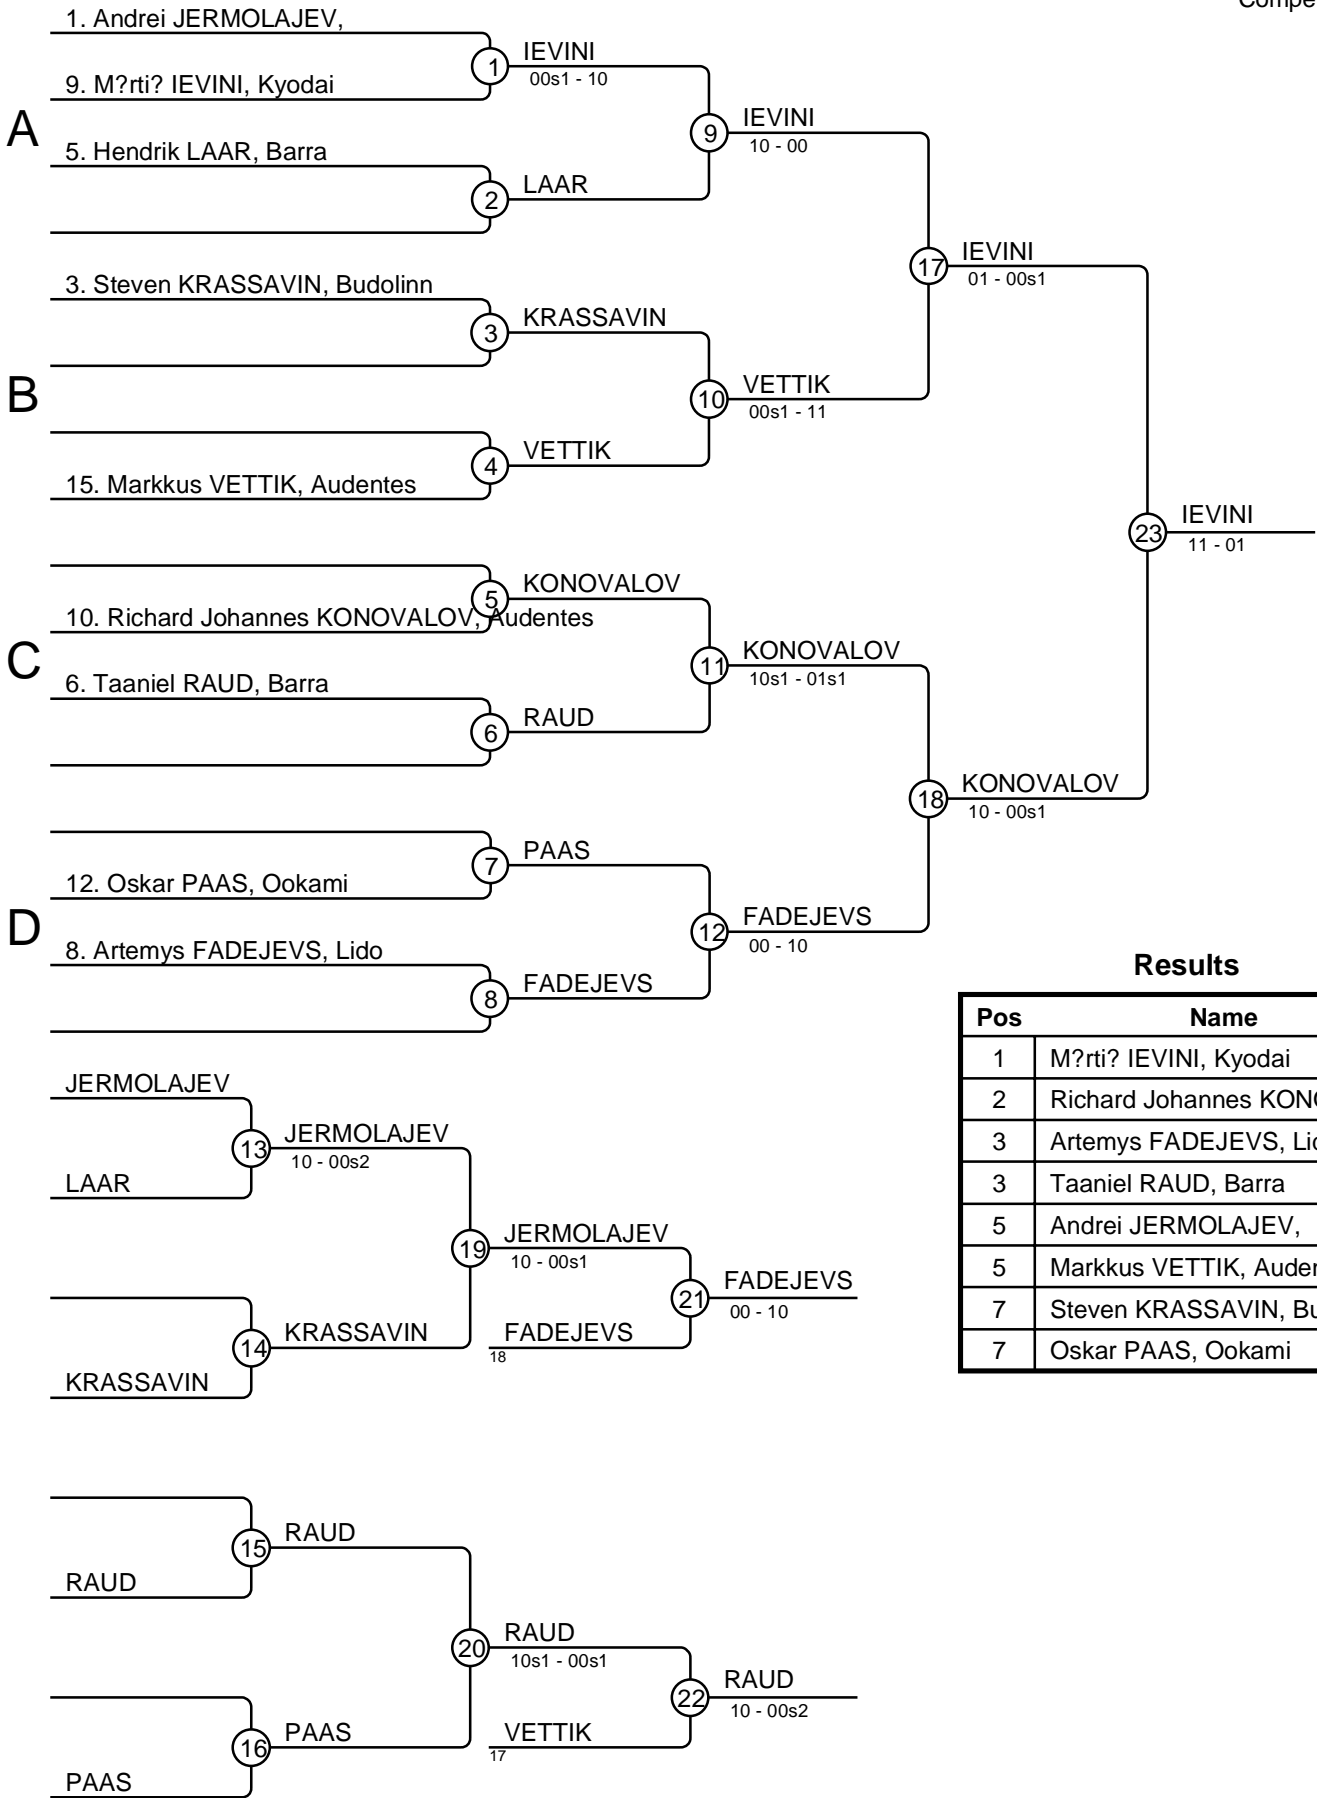 Compe
1. Andrei JERMOLAJEV,
1
IEVINI
00s1 - 10
9. M?rti? IEVINI, Kyodai
A
9
IEVINI
10 - 00
5. Hendrik LAAR, Barra
2
LAAR
17
IEVINI
01 - 00s1
3. Steven KRASSAVIN, Budolinn
3
KRASSAVIN
B
10
VETTIK
00s1 - 11
4
VETTIK
15. Markkus VETTIK, Audentes
23
IEVINI
11 - 01
5
KONOVALOV
10. Richard Johannes KONOVALOV, Audentes
C
11
KONOVALOV
10s1 - 01s1
6. Taaniel RAUD, Barra
6
RAUD
18
KONOVALOV
10 - 00s1
7
PAAS
12. Oskar PAAS, Ookami
D
12
FADEJEVS
00 - 10
8. Artemys FADEJEVS, Lido
8
FADEJEVS
Results
Pos Name
1 M?rti? IEVINI, Kyodai
2 Richard Johannes KON
3 Artemys FADEJEVS, Li
3 Taaniel RAUD, Barra
5 Andrei JERMOLAJEV,
5 Markkus VETTIK, Aude
7 Steven KRASSAVIN, Bu
7 Oskar PAAS, Ookami
JERMOLAJEV
13
JERMOLAJEV
10 - 00s2
LAAR
19
JERMOLAJEV
10 - 00s1
21
FADEJEVS
00 - 10
14
KRASSAVIN
FADEJEVS
18
KRASSAVIN
15
RAUD
RAUD
20
RAUD
10s1 - 00s1
22
RAUD
10 - 00s2
16
PAAS
VETTIK
17
PAAS